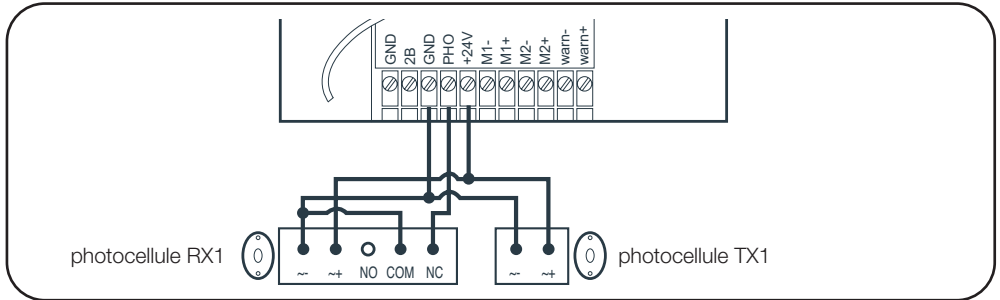 GND 2B GND PHO +24V M1- M1+ M2- M2+ warn- warn+
photocellule RX1
~- ~+ NO COM NC
~- ~+
photocellule TX1